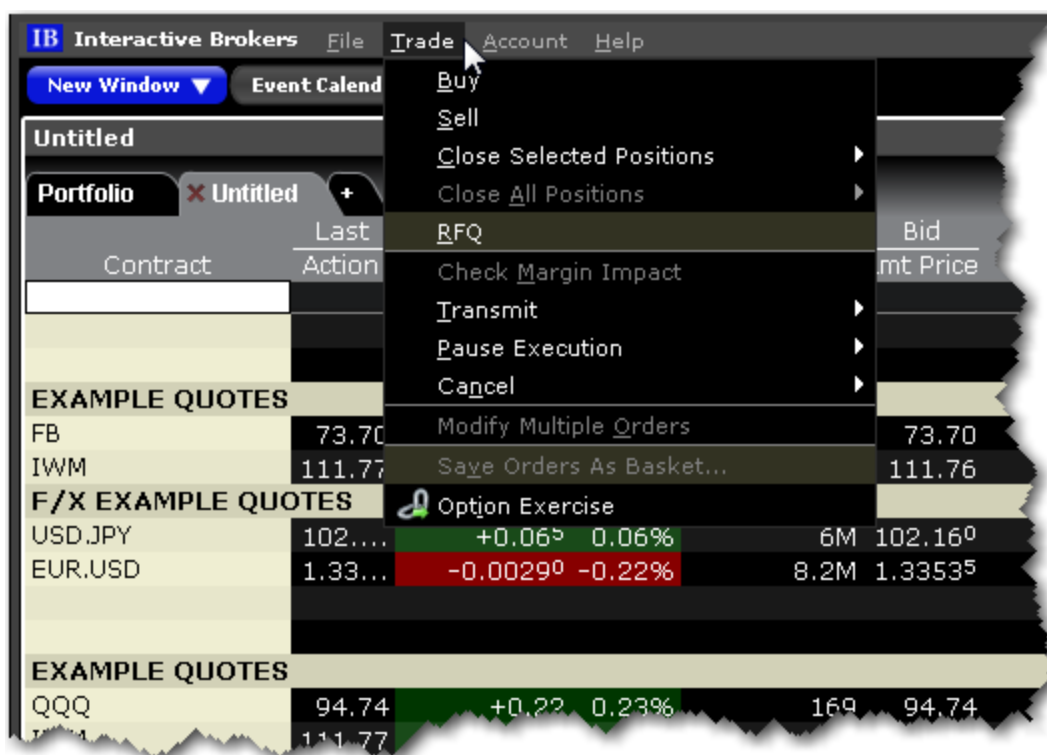 IB Interactive Brokers File Trade Account Help
New Window Event Calend
Buy
Sell
Untitled
Close Selected Positions
Portfolio Untitled +
Close All Positions
Last RFQ Bid
Contract Action Check Margin Impact mt Price
Transmit
Pause Execution
Cancel
EXAMPLE QUOTES
Modify Multiple Orders
FB 73.70 73.70
IWM 111.77 Save Orders As Basket... 111.76
F/X EXAMPLE QUOTES
Option Exercise
USD.JPY 102.... +0.065 0.06% 6M 102.160
EUR.USD 1.33... -0.00290 -0.22% 8.2M 1.33535
EXAMPLE QUOTES
QQQ 94.74 +0.22 0.23% 169 94.74
111.77